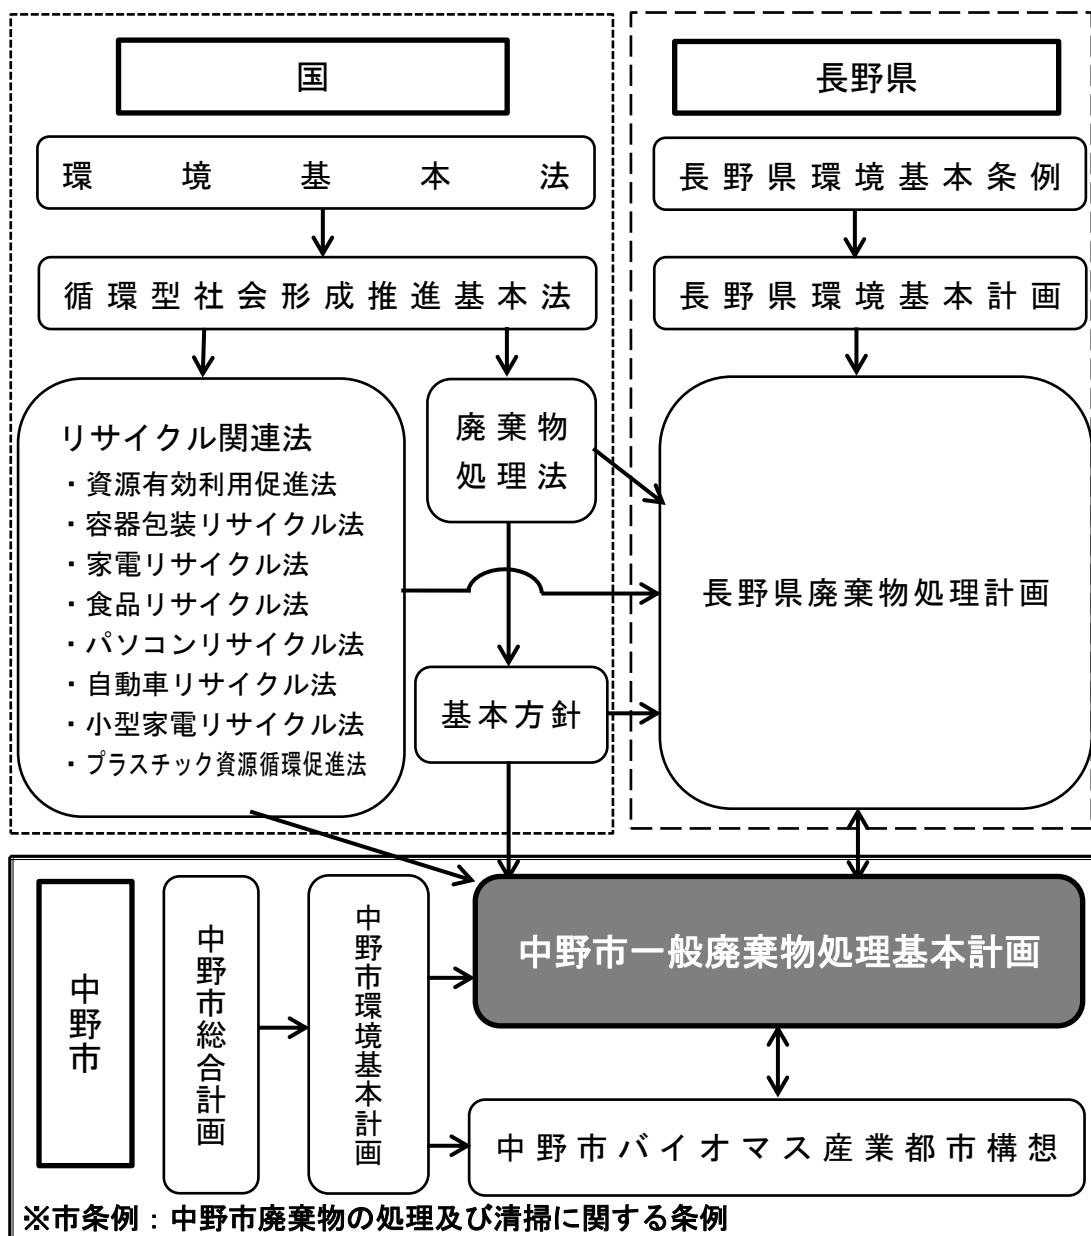 国
環境基本法
循環型社会形成推進基本法
リサイクル関連法
・資源有効利用促進法
・容器包装リサイクル法
・家電リサイクル法
・食品リサイクル法
・パソコンリサイクル法
・自動車リサイクル法
・小型家電リサイクル法
・プラスチック資源循環促進法
廃棄物
処理法
基本方針
長野県
長野県環境基本条例
長野県環境基本計画
長野県廃棄物処理計画
中野市
中野市総合計画
中野市環境基本計画
中野市一般廃棄物処理基本計画
中野市バイオマス産業都市構想
※市条例：中野市廃棄物の処理及び清掃に関する条例